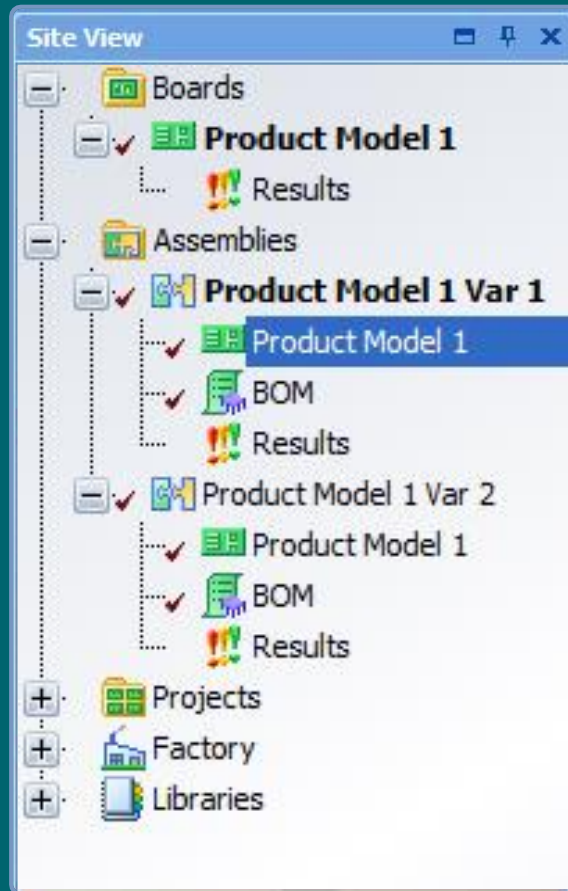 Site View
Boards
Product Model 1
Results
Assemblies
Product Model 1 Var 1
Product Model 1
BOM
Results
Product Model 1 Var 2
Product Model 1
BOM
Results
Projects
Factory
Libraries